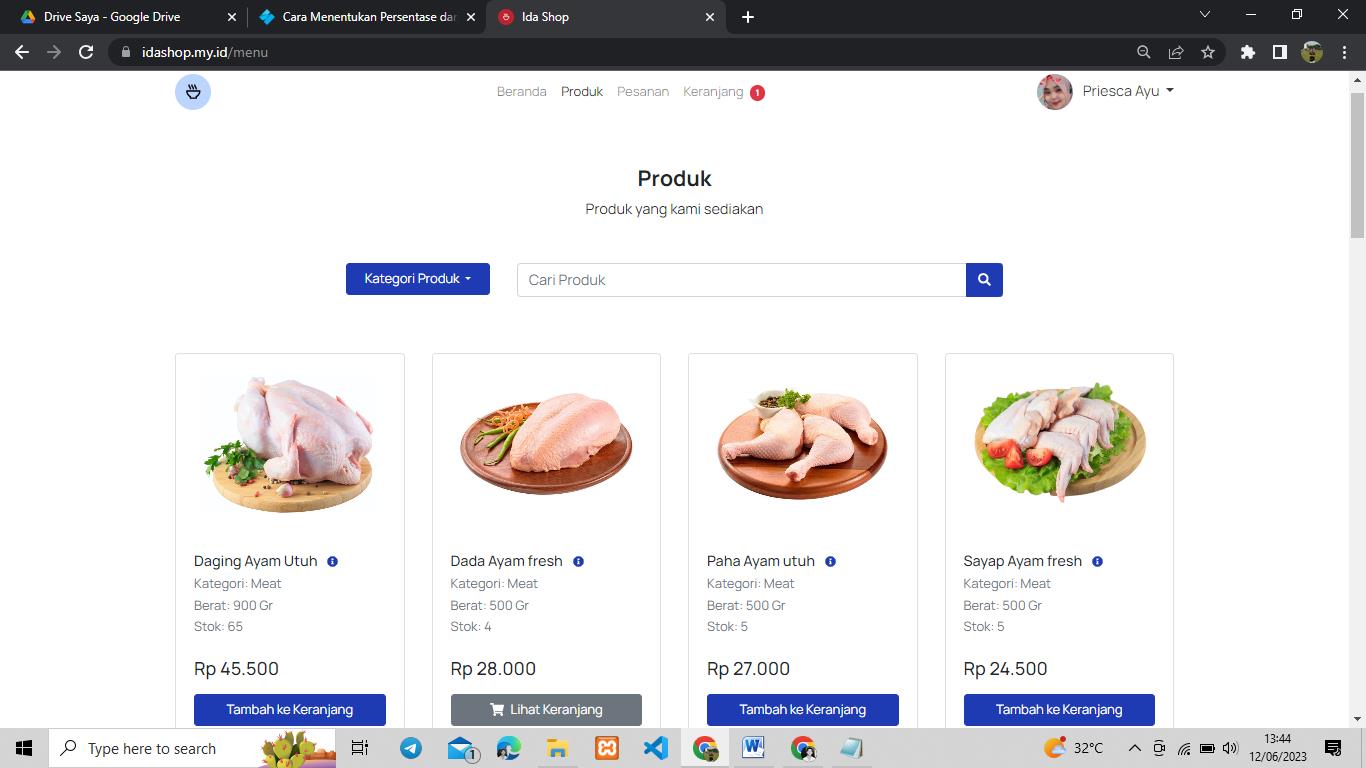 Drive Saya - Google Drive
Cara Menentukan Persentase dar
Ida Shop
idashop.my.id/menu
Beranda Produk Pesanan Keranjang 1
Priesca Ayu
Produk
Produk yang kami sediakan
Kategori Produk
Cari Produk
Daging Ayam Utuh
Kategori: Meat
Berat: 900 Gr
Stok: 65
Rp 45.500
Tambah ke Keranjang
Dada Ayam fresh
Kategori: Meat
Berat: 500 Gr
Stok: 4
Rp 28.000
Lihat Keranjang
Paha Ayam utuh
Kategori: Meat
Berat: 500 Gr
Stok: 5
Rp 27.000
Tambah ke Keranjang
Sayap Ayam fresh
Kategori: Meat
Berat: 500 Gr
Stok: 5
Rp 24.500
Tambah ke Keranjang
Type here to search
1
32°C
13:44
12/06/2023